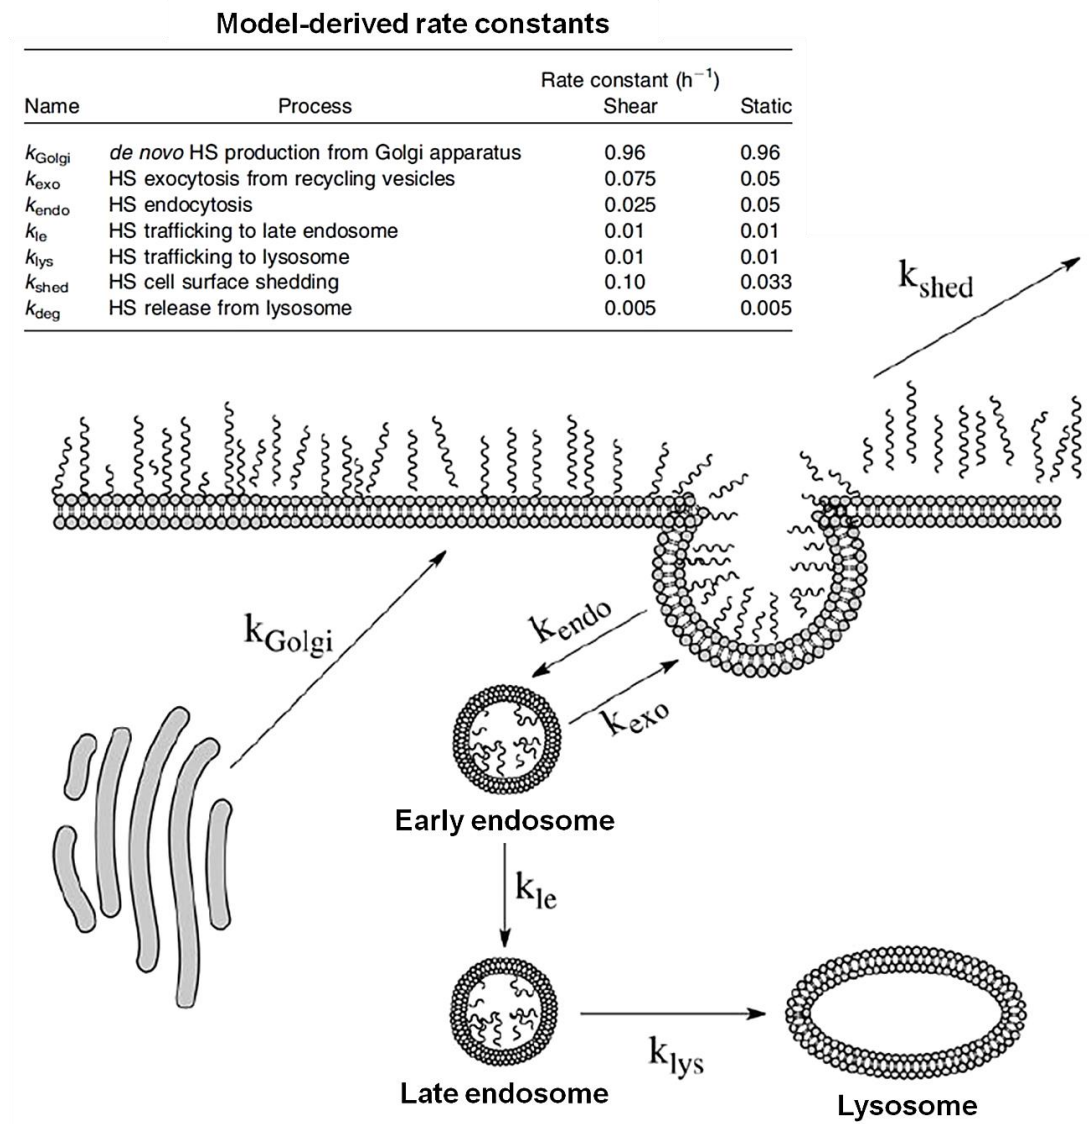 Model-derived rate constants
Rate constant (h⁻¹)
Name Process Shear Static
kGolgi de novo HS production from Golgi apparatus 0.96 0.96
kexo HS exocytosis from recycling vesicles 0.075 0.05
kendo HS endocytosis 0.025 0.05
kle HS trafficking to late endosome 0.01 0.01
klys HS trafficking to lysosome 0.01 0.01
kshed HS cell surface shedding 0.10 0.033
kdeg HS release from lysosome 0.005 0.005
kshed
kGolgi
kendo
kexo
Early endosome
kle
klys
Late endosome
Lysosome